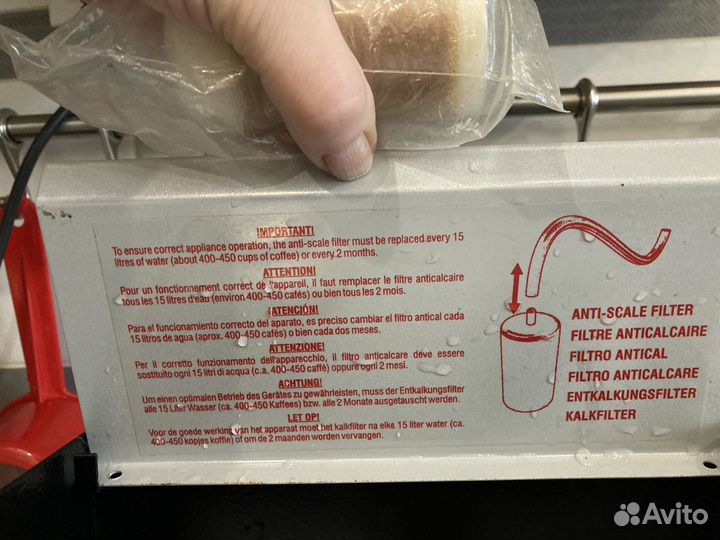 IMPORTANT!
To ensure correct appliance operation, the anti-scale filter must be replaced every 15
litres of water (about 400-450 cups of coffee) or every 2 months.
ATTENTION!
Pour un fonctionnement correct de l'appareil, il faut remplacer le filtre anticalcaire
tous les 15 litres d'eau (environ 400-450 cafés) ou bien tous les 2 mois.
¡ATENCIÓN!
Para el funcionamiento correcto del aparato, es preciso cambiar el filtro antical cada
15 litros de agua (aprox. 400-450 cafés) o bien cada dos meses.
ATTENZIONE!
Per il corretto funzionamento dell'apparecchio, il filtro anticalcare deve essere
sostituito ogni 15 litri di acqua (c.a. 400-450 caffè) oppure ogni 2 mesi.
ACHTUNG!
Um einen optimalen Betrieb des Gerätes zu gewährleisten, muss der Entkalkungsfilter
alle 15 Liter Wasser (ca. 400-450 Kaffees) bzw. alle 2 Monate ausgetauscht werden.
LET OP!
Voor de goede werking van het apparaat moet het kalkfilter na elke 15 liter water (ca.
400-450 kopjes koffie) of om de 2 maanden worden vervangen.
ANTI-SCALE FILTER
FILTRE ANTICALCAIRE
FILTRO ANTICAL
FILTRO ANTICALCARE
ENTKALKUNGSFILTER
KALKFILTER
Avito